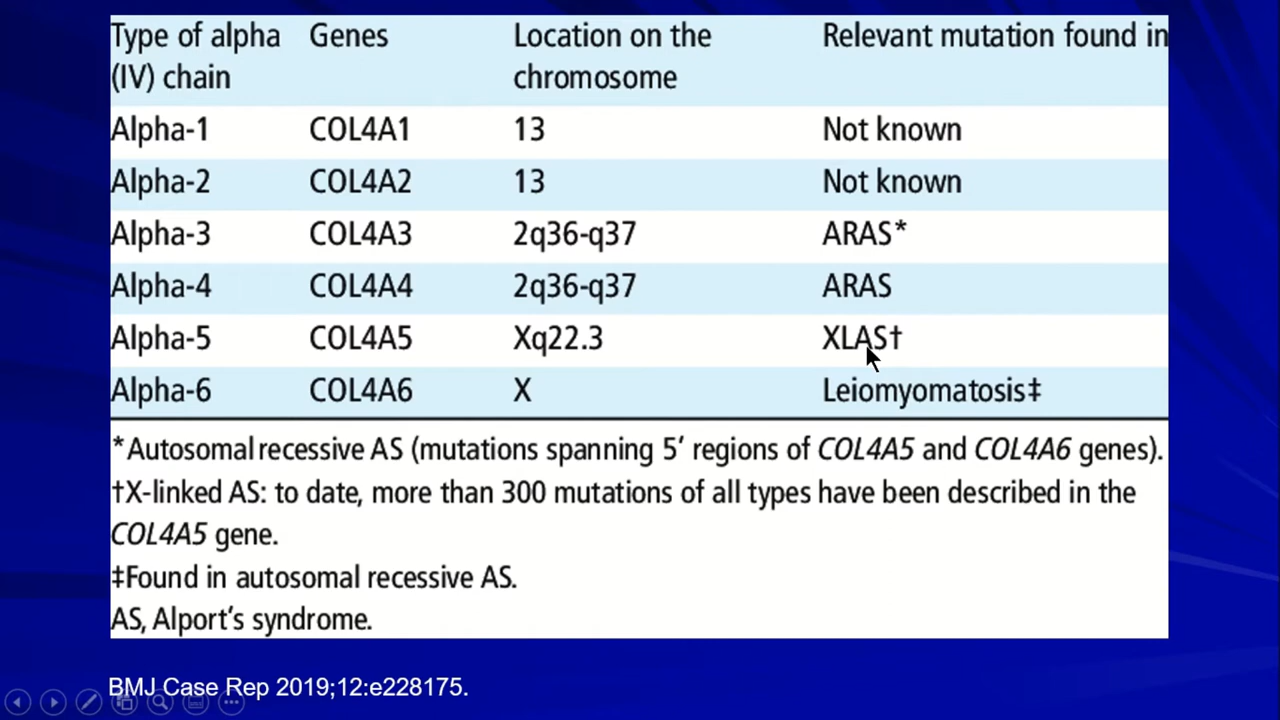 Type of alpha (IV) chain Genes Location on the chromosome Relevant mutation found in
Alpha-1 COL4A1 13 Not known
Alpha-2 COL4A2 13 Not known
Alpha-3 COL4A3 2q36-q37 ARAS*
Alpha-4 COL4A4 2q36-q37 ARAS
Alpha-5 COL4A5 Xq22.3 XLAS†
Alpha-6 COL4A6 X Leiomyomatosis‡
*Autosomal recessive AS (mutations spanning 5′ regions of COL4A5 and COL4A6 genes).
†X-linked AS: to date, more than 300 mutations of all types have been described in the
COL4A5 gene.
‡Found in autosomal recessive AS.
AS, Alport's syndrome.
BMJ Case Rep 2019;12:e228175.